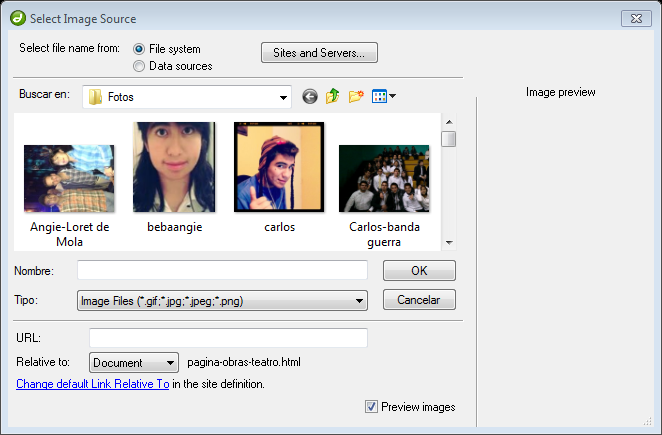 Select Image Source
Select file name from:
File system
Sites and Servers...
Data sources
Buscar en:
Fotos
Image preview
Angie-Loret de
Mola
bebaangie
carlos
Carlos-banda
guerra
Nombre:
OK
Tipo:
Image Files (*.gif;*.jpg;*.jpeg;*.png)
Cancelar
URL:
Relative to:
Document
pagina-obras-teatro.html
Change default Link Relative To in the site definition.
Preview images